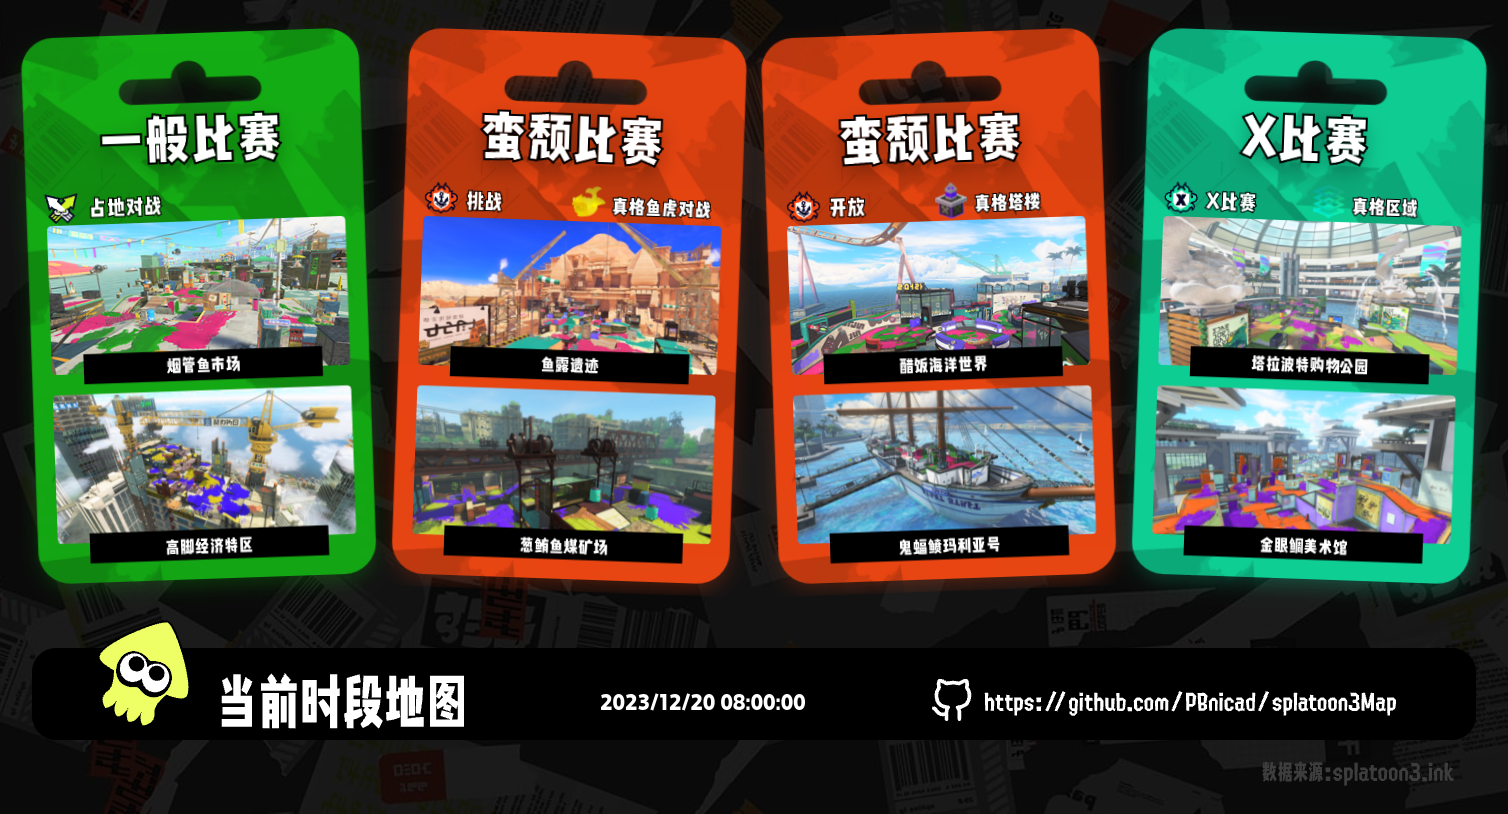 一般比赛
占地对战
烟管鱼市场
高脚经济特区
蛮颓比赛
挑战
真格鱼虎对战
鱼露遗迹
葱鲔鱼煤矿场
蛮颓比赛
开放
真格塔楼
醋饭海洋世界
鬼蝠鲼玛利亚号
X比赛
X比赛
真格区域
塔拉波特购物公园
金眼鲷美术馆
当前时段地图
2023/12/20 08:00:00
https://github.com/PBnicad/splatoon3Map
数据来源:splatoon3.ink